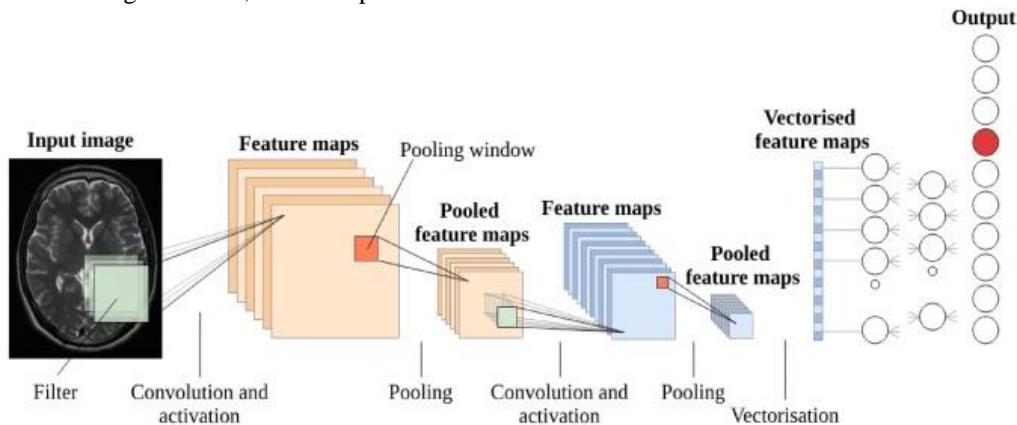 Output
Input image
Feature maps
Pooling window
Pooled
feature maps
Feature maps
Pooled
feature maps
Vectorised
feature maps
Filter
Convolution and
activation
Pooling
Convolution and
activation
Pooling
Vectorisation